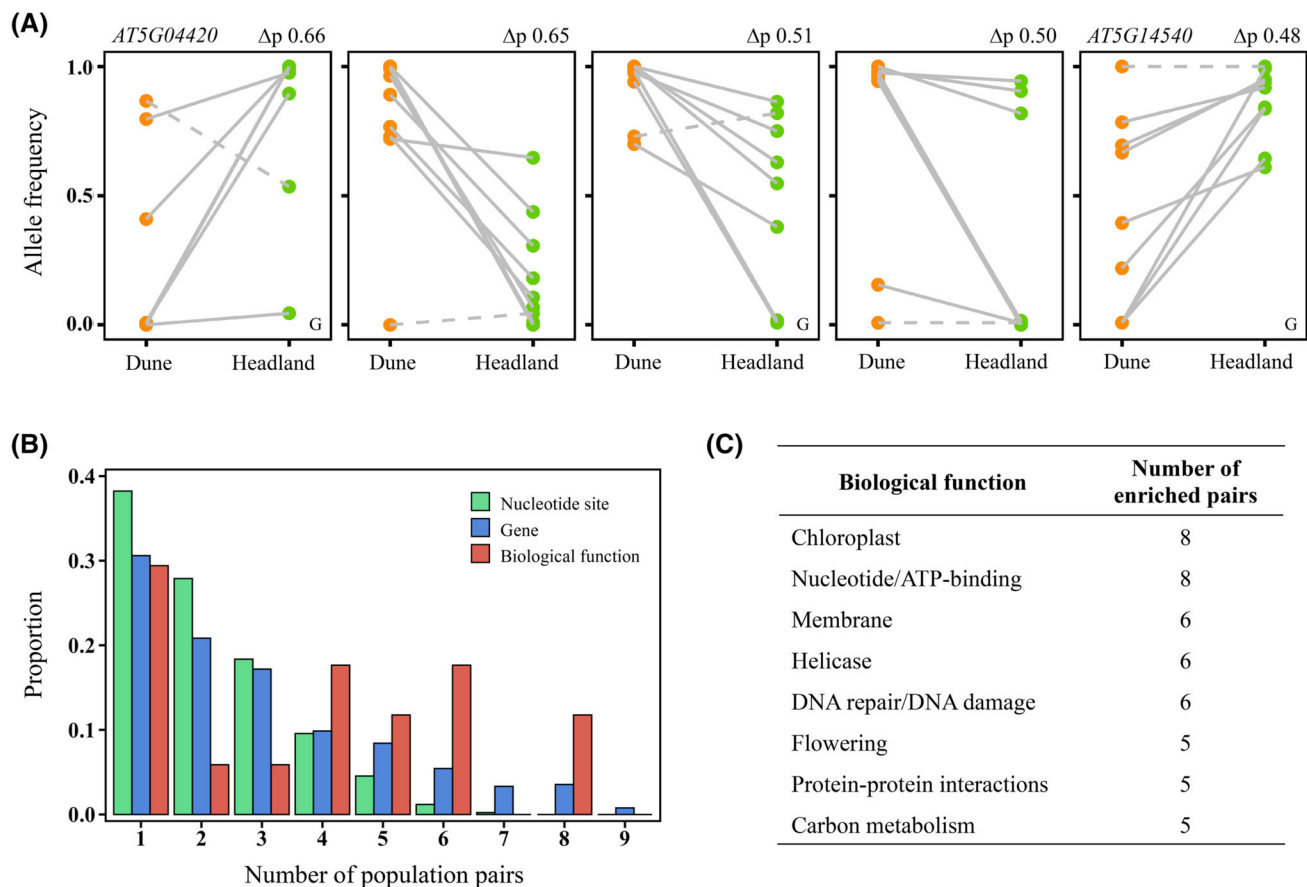 (A)
AT5G04420 Δp 0.66 Δp 0.65 Δp 0.51 Δp 0.50 AT5G14540 Δp 0.48
Allele frequency
1.0
0.5
0.0
G G G
Dune Headland Dune Headland Dune Headland Dune Headland Dune Headland
(B)
Proportion
0.4
0.3
0.2
0.1
0.0
Nucleotide site
Gene
Biological function
1 2 3 4 5 6 7 8 9
Number of population pairs
(C)
Biological function Number of enriched pairs
Chloroplast 8
Nucleotide/ATP-binding 8
Membrane 6
Helicase 6
DNA repair/DNA damage 6
Flowering 5
Protein-protein interactions 5
Carbon metabolism 5